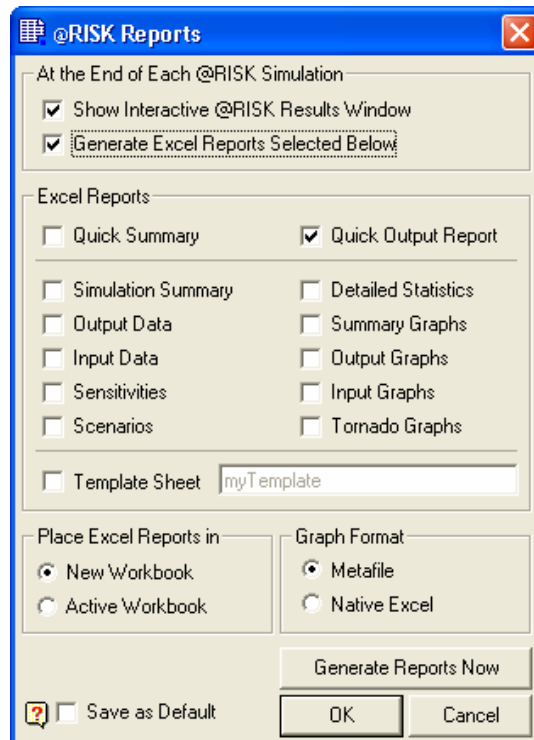 @RISK Reports
At the End of Each @RISK Simulation
Show Interactive @RISK Results Window
Generate Excel Reports Selected Below
Excel Reports
Quick Summary
Quick Output Report
Simulation Summary
Detailed Statistics
Output Data
Summary Graphs
Input Data
Output Graphs
Sensitivities
Input Graphs
Scenarios
Tornado Graphs
Template Sheet
myTemplate
Place Excel Reports in
New Workbook
Active Workbook
Graph Format
Metafile
Native Excel
Generate Reports Now
? Save as Default
OK
Cancel